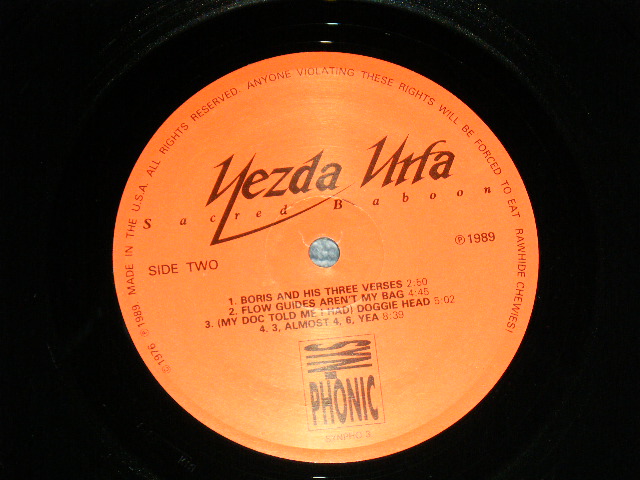 ©1976 ℗1989 MADE IN THE U.S.A. ALL RIGHTS RESERVED. ANYONE VIOLATING THESE RIGHTS WILL BE FORCED TO EAT RAWHIDE CHEWIES!
Yezda Urfa
Sacred Baboon
SIDE TWO
℗1989
1. BORIS AND HIS THREE VERSES 2:50
2. FLOW GUIDES AREN'T MY BAG 4:45
3. (MY DOC TOLD ME I HAD) DOGGIE HEAD 5:02
4. 3, ALMOST 4, 6, YEA 8:39
SYN
PHONIC
SYNPHO 3